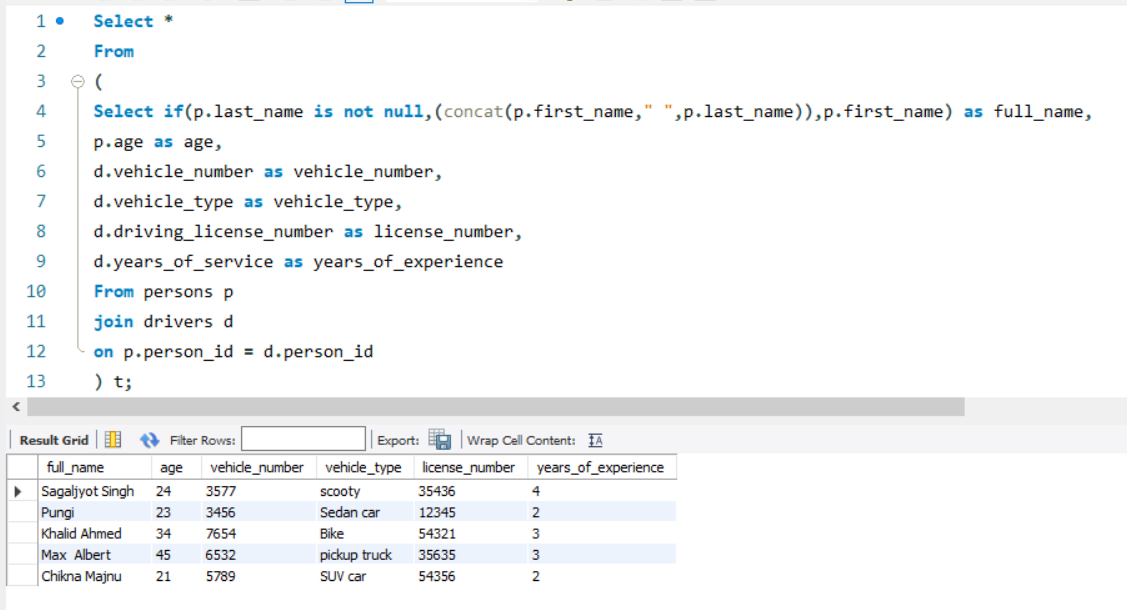 1 Select *
2 From
3 (
4 Select if(p.last_name is not null,(concat(p.first_name," ",p.last_name)),p.first_name) as full_name,
5 p.age as age,
6 d.vehicle_number as vehicle_number,
7 d.vehicle_type as vehicle_type,
8 d.driving_license_number as license_number,
9 d.years_of_service as years_of_experience
10 From persons p
11 join drivers d
12 on p.person_id = d.person_id
13 ) t;
Result Grid Filter Rows: Export: Wrap Cell Content: IA
full_name age vehicle_number vehicle_type license_number years_of_experience
Sagaljyot Singh 24 3577 scooty 35436 4
Pungi 23 3456 Sedan car 12345 2
Khalid Ahmed 34 7654 Bike 54321 3
Max  Albert 45 6532 pickup truck 35635 3
Chikna Majnu 21 5789 SUV car 54356 2